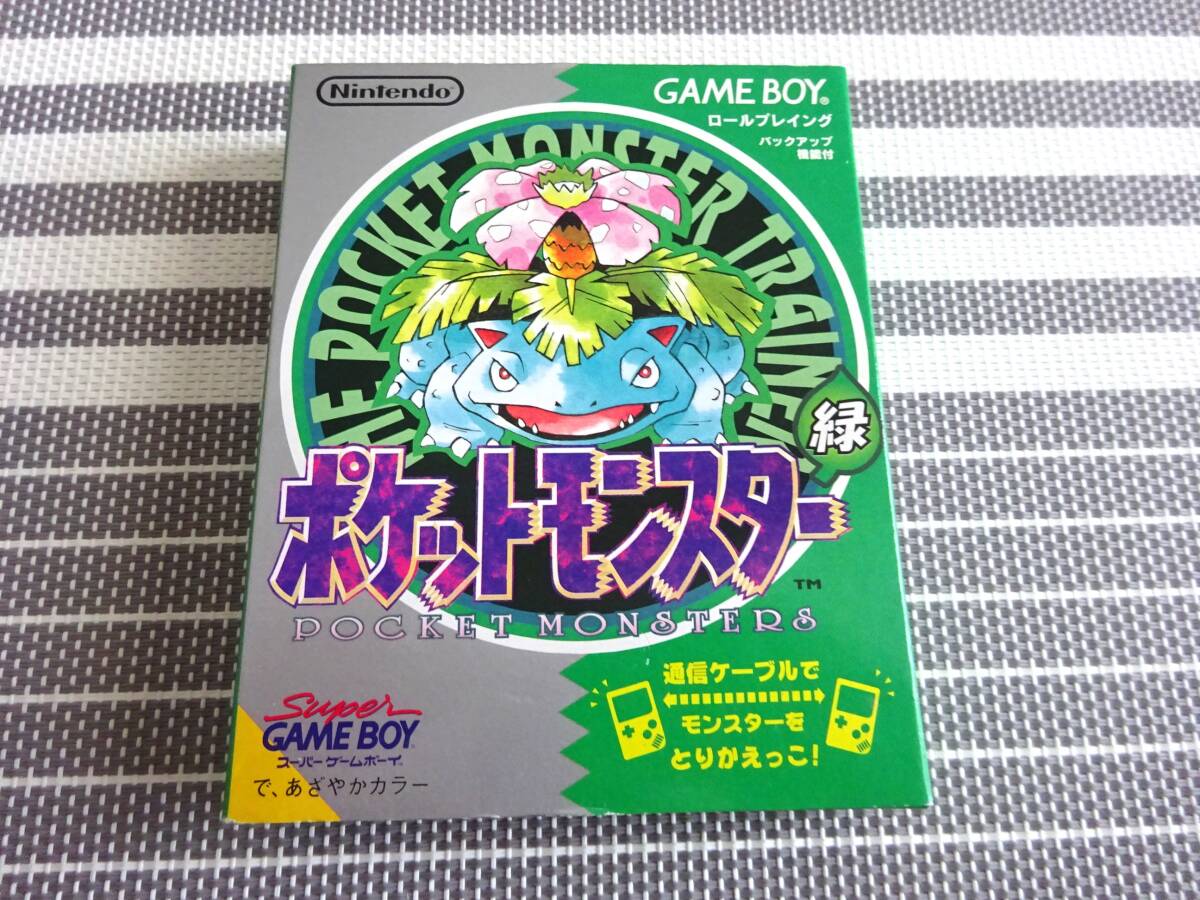 Nintendo
GAME BOY®
ロールプレイング
バックアップ
機能付
POCKET MONSTER TRAINER
緑
ポケットモンスター
TM
POCKET MONSTERS
通信ケーブルで
モンスターを
とりかえっこ!
Super
GAME BOY
スーパーゲームボーイ
で、あざやかカラー